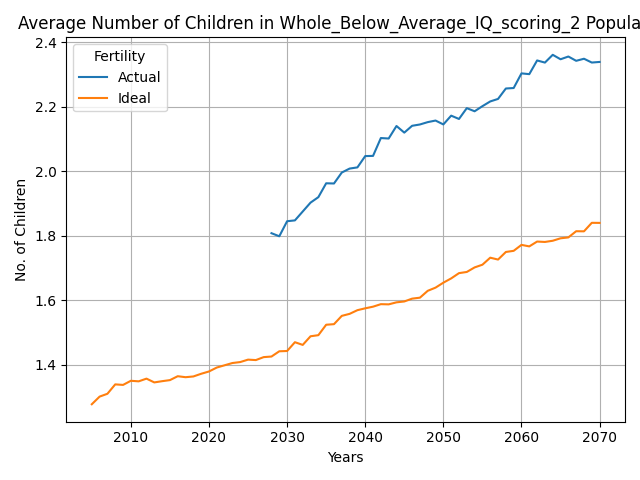 Average Number of Children in Whole_Below_Average_IQ_scoring_2 Popula
Fertility
Actual
Ideal
2.4
2.2
2.0
1.8
1.6
1.4
No. of Children
2010 2020 2030 2040 2050 2060 2070
Years